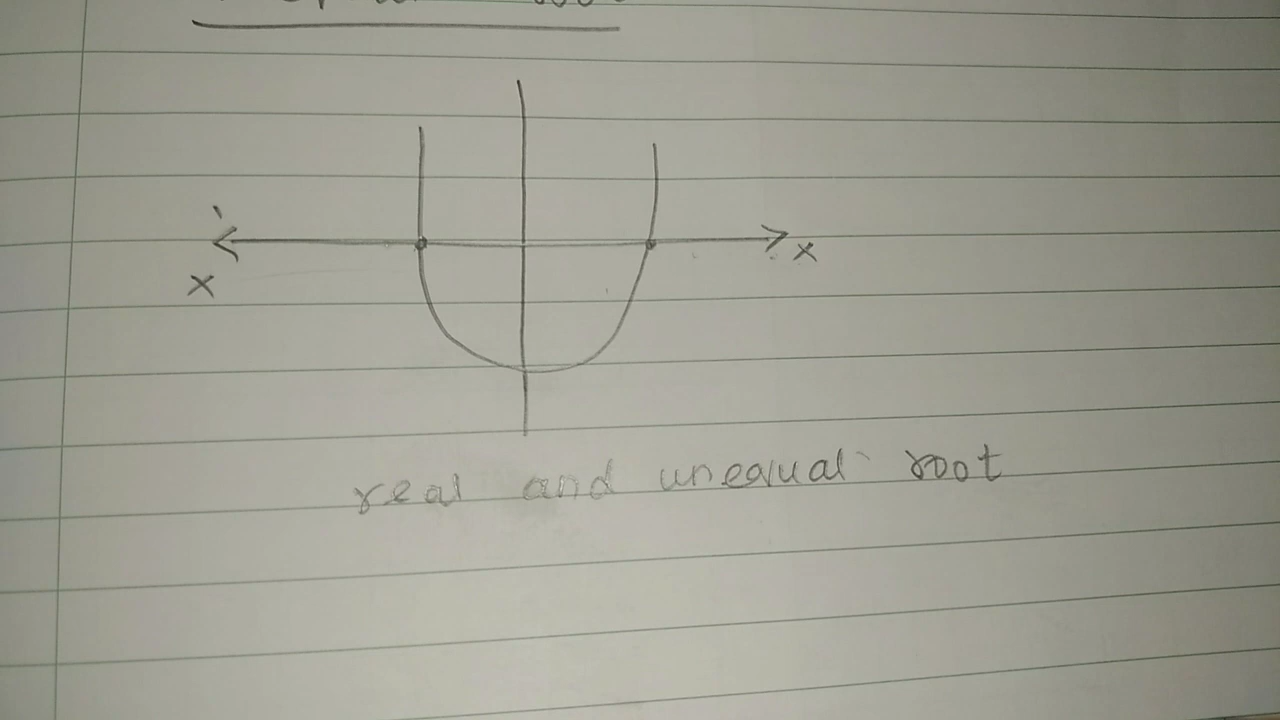 x
x
real and unequal root